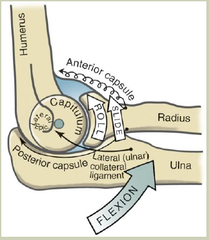 Humerus
Anterior capsule
Capitulum
ROLL
SLIDE
Radius
Posterior capsule
Lateral (ulnar)
collateral
ligament
Ulna
FLEXION